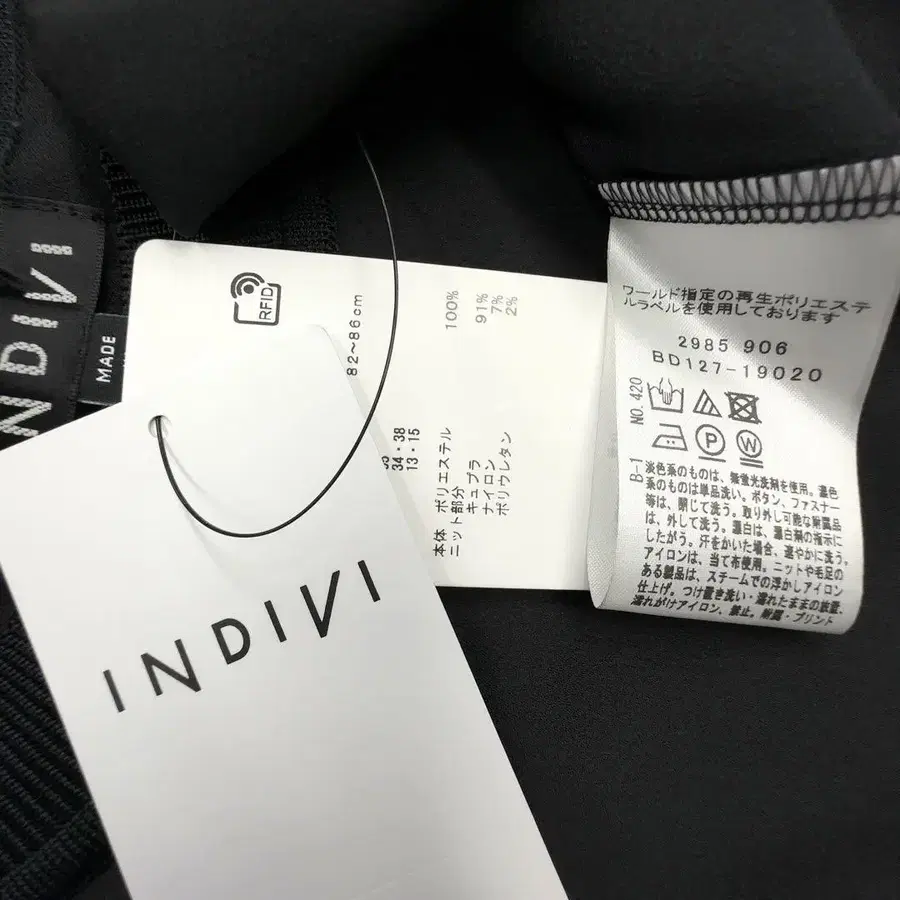 INDIVI
MADE
RFID
82~86cm
34・38
13・15
本体 ポリエステル 100%
ニット部分
キュプラ 91%
ナイロン 7%
ポリウレタン 2%
INDIVI
ワールド指定の再生ポリエステ
ルラベルを使用しております
2985 906
BD127-19020
NO. 420
P
W
B-1
淡色系のものは、無蛍光洗剤を使用。濃色
系のものは単品洗い。ボタン、ファスナー
等は、閉じて洗う。取り外し可能な附属品
は、外して洗う。漂白は、漂白剤の指示に
したがう。汗をかいた場合、速やかに洗う。
アイロンは、当て布使用。ニットや毛足の
ある製品は、スチームでの浮かしアイロン
仕上げ。つけ置き洗い・濡れたままの放置、
濡れがけアイロン、禁止。附属・プリント